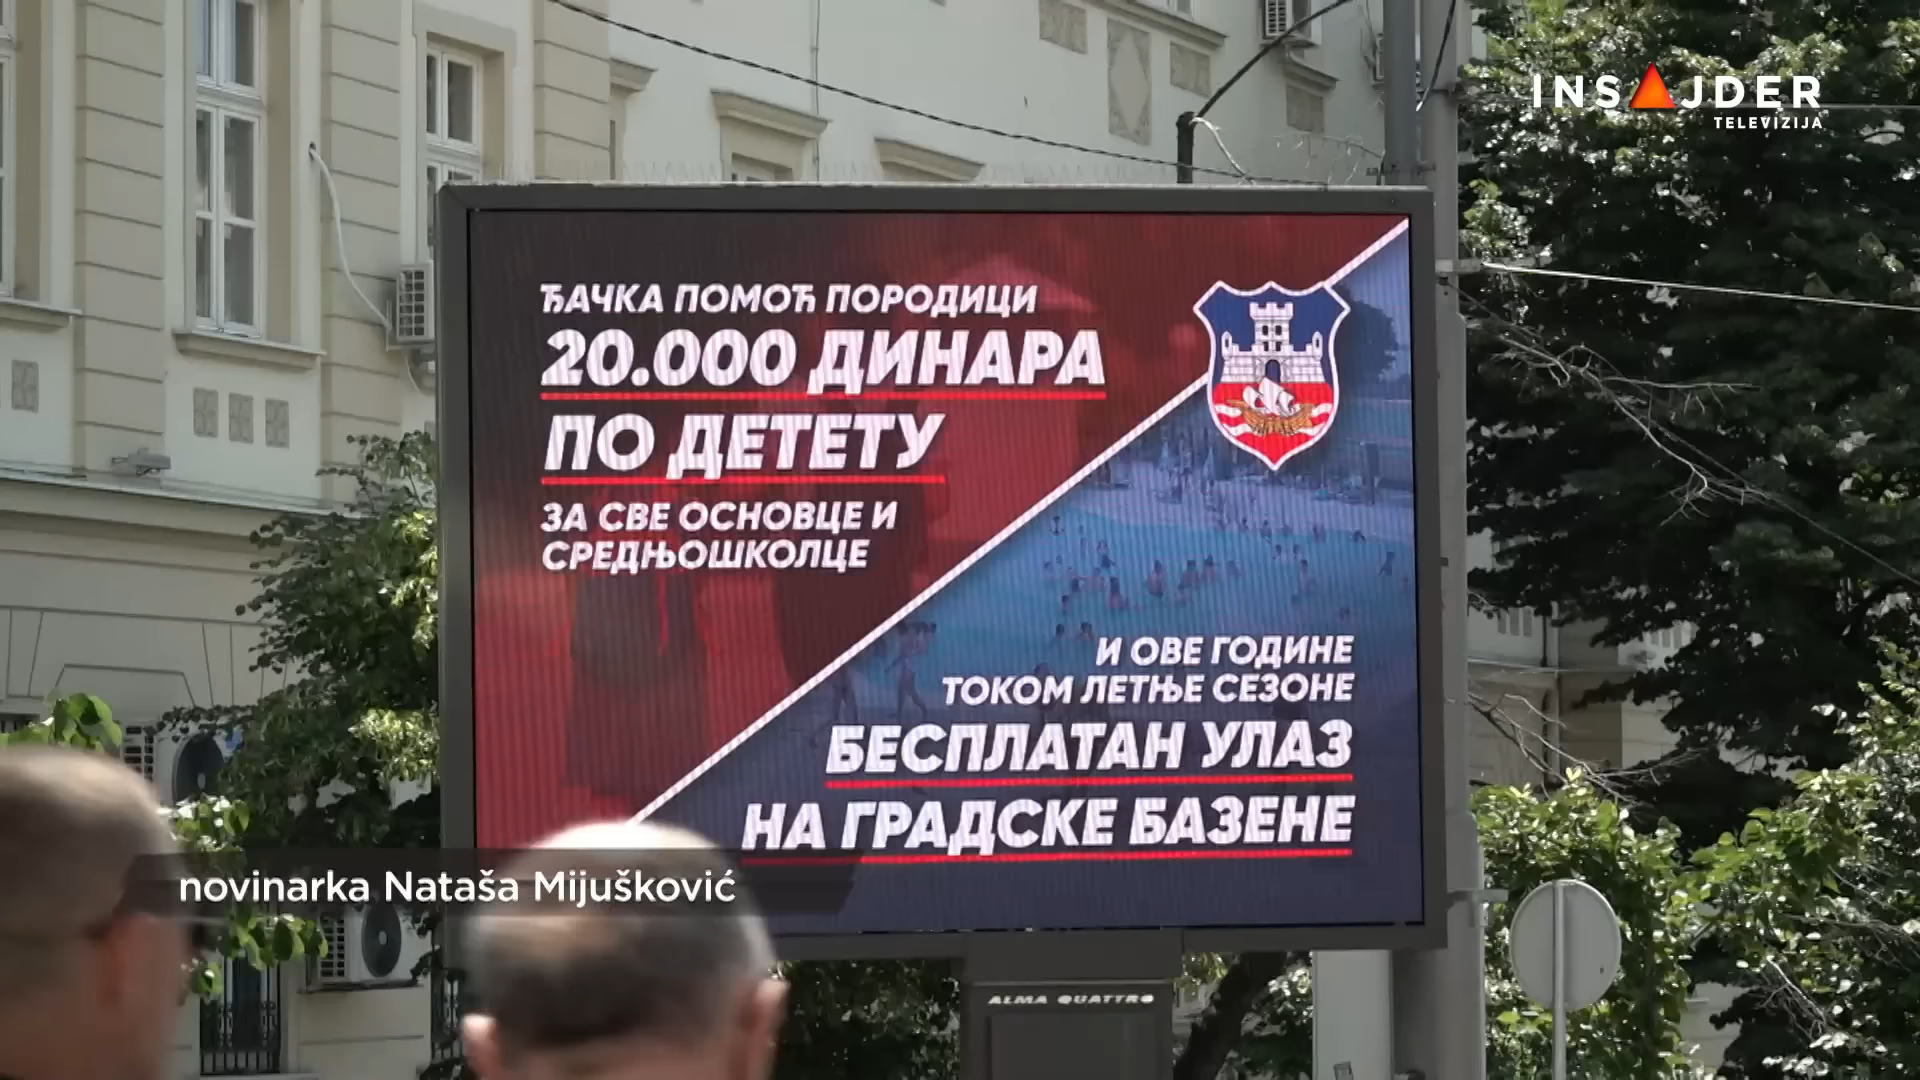 INSAJDER
TELEVIZIJA
ЂАЧКА ПОМОЋ ПОРОДИЦИ
20.000 ДИНАРА
ПО ДЕТЕТУ
ЗА СВЕ ОСНОВЦЕ И
СРЕДЊОШКОЛЦЕ
И ОВЕ ГОДИНЕ
ТОКОМ ЛЕТЊЕ СЕЗОНЕ
БЕСПЛАТАН УЛАЗ
НА ГРАДСКЕ БАЗЕНЕ
novinarka Nataša Mijušković
ALMA QUATTRO